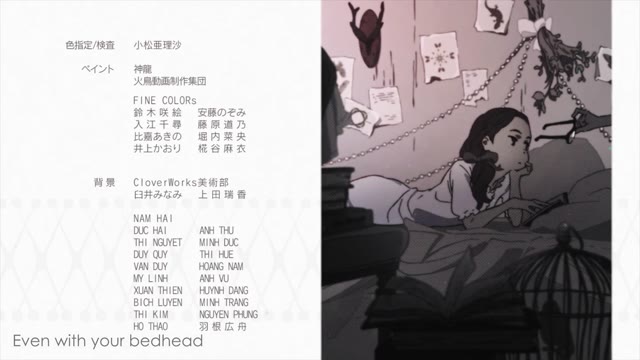 色指定/検査 小松亜理沙
ペイント 神龍
火鳥動画制作集団
FINE COLORs
鈴木咲絵 安藤のぞみ
入江千尋 藤原道乃
比嘉あきの 堀内菜央
井上かおり 椛谷麻衣
背景 CloverWorks美術部
臼井みなみ 上田瑞香
NAM HAI
DUC HAI ANH THU
THI NGUYET MINH DUC
DUY QUY THI HUE
VAN DUY HOANG NAM
MY LINH ANH VU
XUAN THIEN HUYNH DANG
BICH LUYEN MINH TRANG
THI KIM NGUYEN PHUNG
HO THAO 羽根広舟
Even with your bedhead